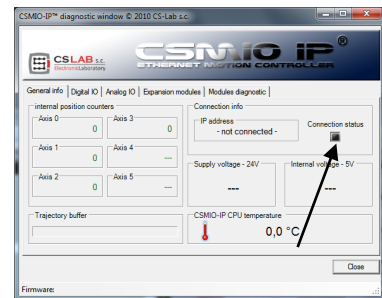 CSMIO-IP™ diagnostic window © 2010 CS-Lab s.c.
CSLAB s.c.
ElectronicLaboratory
CSMIO IP®
ETHERNET MOTION CONTROLLER
General info Digital IO Analog IO Expansion modules Modules diagnostic
internal position counters
Axis 0
0
Axis 3
0
Axis 1
0
Axis 4
---
Axis 2
0
Axis 5
---
Trajectory buffer
Connection info
IP address
- not connected -
Connection status
Supply voltage - 24V
---
Internal voltage - 5V
---
CSMIO-IP CPU temperature
0,0 °C
Close
Firmware: